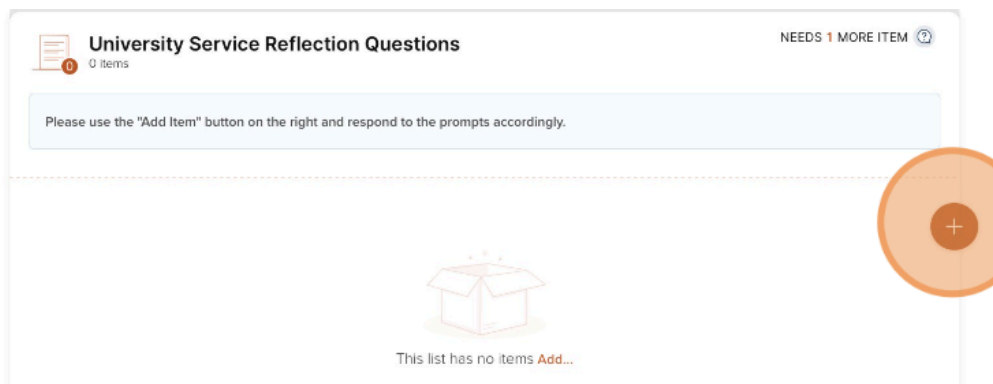 University Service Reflection Questions
NEEDS 1 MORE ITEM
0
0 Items
Please use the "Add Item" button on the right and respond to the prompts accordingly.
This list has no items Add...